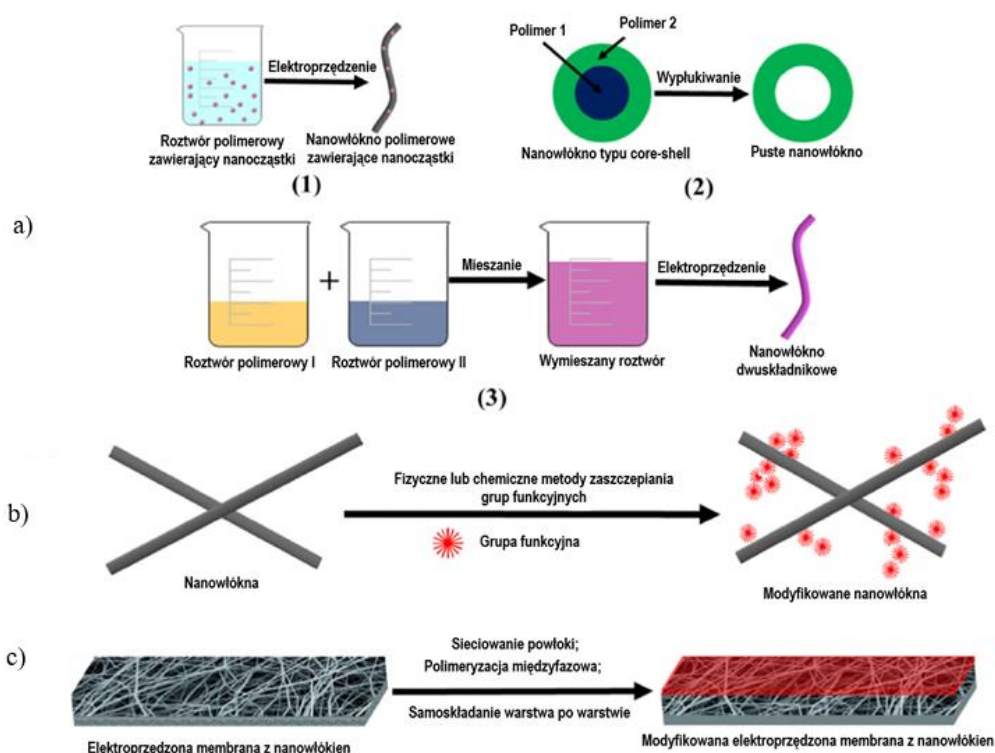 Polimer 1
Polimer 2
Elektroprzędzenie
Wypłukiwanie
Roztwór polimerowy
zawierający nanocząstki
Nanowłókno polimerowe
zawierające nanocząstki
Nanowłókno typu core-shell
Puste nanowłókno
(1)
(2)
a)
Mieszanie
Elektroprzędzenie
Roztwór polimerowy I
Roztwór polimerowy II
Wymieszany roztwór
Nanowłókno
dwuskładnikowe
(3)
b)
Fizyczne lub chemiczne metody zaszczepiania
grup funkcyjnych
Grupa funkcyjna
Nanowłókna
Modyfikowane nanowłókna
c)
Sieciowanie powłoki;
Polimeryzacja międzyfazowa;
Samoskładanie warstwa po warstwie
Elektroprzędzona membrana z nanowłókien
Modyfikowana elektroprzędzona membrana z nanowłókien